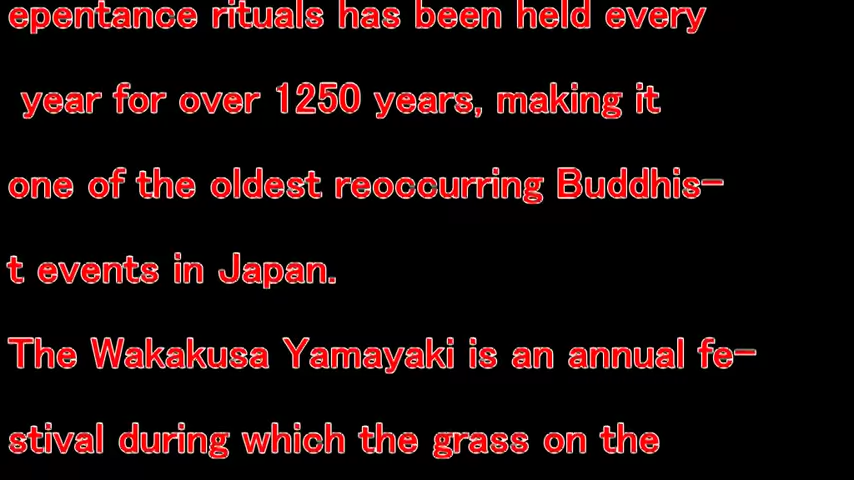 epentance rituals has been held every
year for over 1250 years, making it
one of the oldest reoccurring Buddhis-
t events in Japan.
The Wakakusa Yamayaki is an annual fe-
stival during which the grass on the